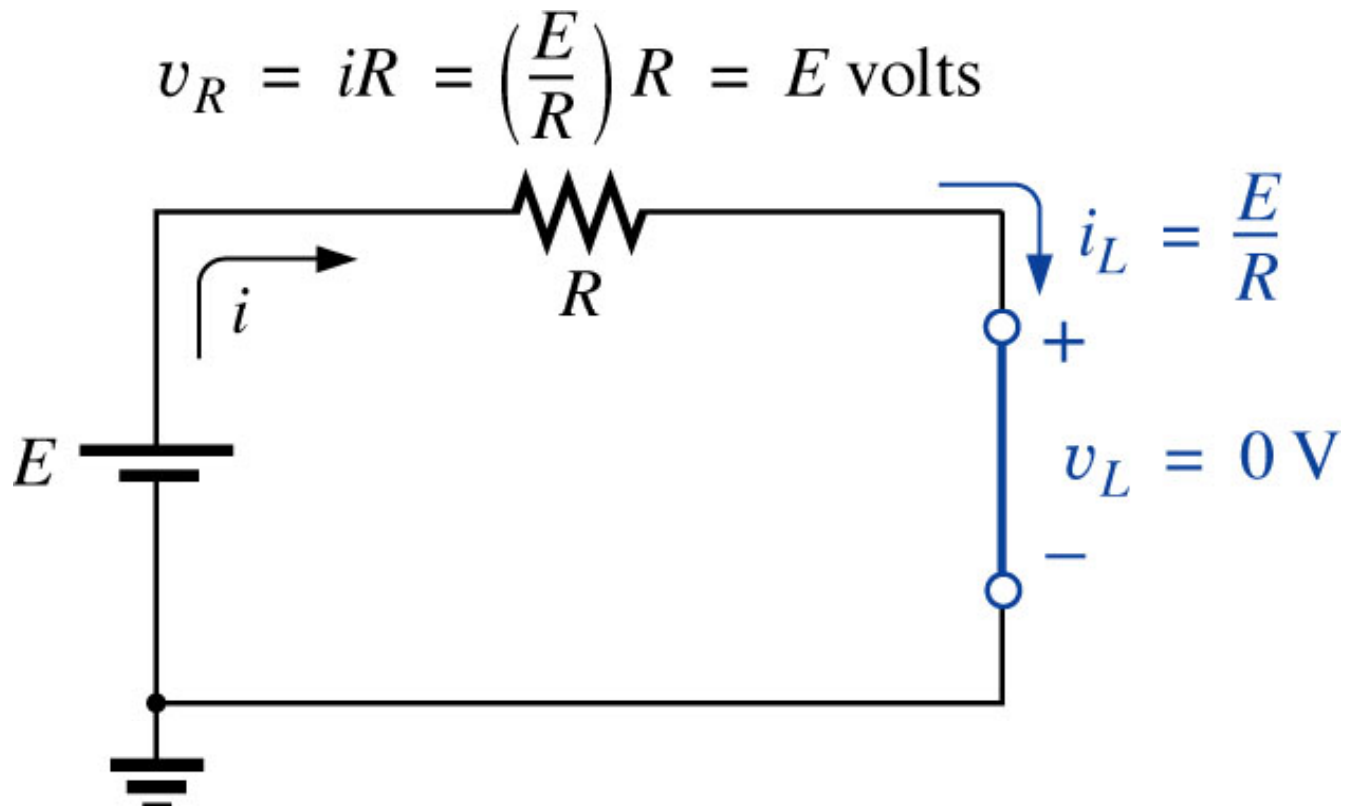 v_R = iR = (E/R) R = E volts
i_L = E/R
i
R
+
E
v_L = 0 V
−